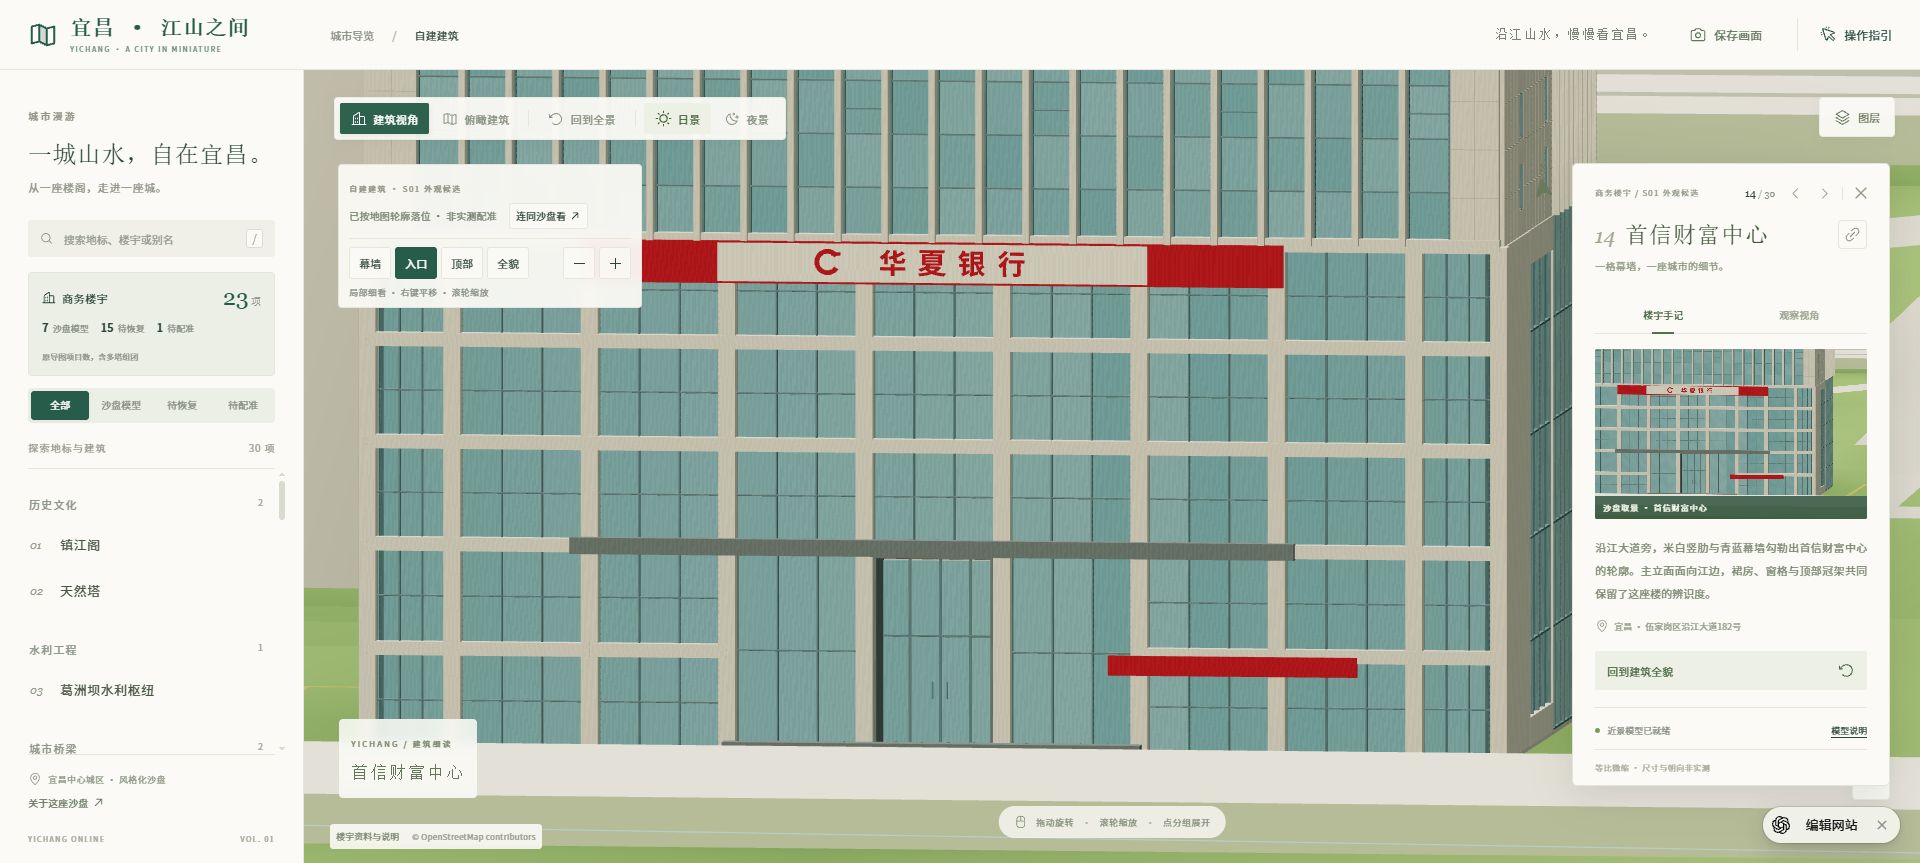 宜昌 • 江山之间
YICHANG • A CITY IN MINIATURE
城市导览 / 自建建筑
沿江山水，慢慢看宜昌。
保存画面
操作指引
城市漫游
一城山水，自在宜昌。
从一座楼阁，走进一座城。
搜索地标、楼宇或别名 /
商务楼宇 23 项
7 沙盘模型 15 待恢复 1 待配准
原导图项目数，含多塔组团
全部 沙盘模型 待恢复 待配准
探索地标与建筑 30 项
历史文化 2
01 镇江阁
02 天然塔
水利工程 1
03 葛洲坝水利枢纽
城市桥梁 2
宜昌中心城区 • 风格化沙盘
关于这座沙盘 ↗
YICHANG ONLINE VOL. 01
建筑视角 俯瞰建筑 回到全景 日景 夜景
自建建筑 • S01 外观候选
已按地图轮廓落位 • 非实测配准 连同沙盘看 ↗
幕墙 入口 顶部 全貌 − +
局部细看 • 右键平移 • 滚轮缩放
华夏银行
YICHANG / 建筑细读
首信财富中心
楼宇资料与说明 © OpenStreetMap contributors
拖动旋转 · 滚轮缩放 · 点分组展开
图层
商务楼宇 / S01 外观候选 14 / 30
14 首信财富中心
一格幕墙，一座城市的细节。
楼宇手记 观察视角
华夏银行
沙盘取景 • 首信财富中心
沿江大道旁，米白竖肋与青蓝幕墙勾勒出首信财富中心
的轮廓。主立面面向江边，裙房、窗格与顶部冠架共同
保留了这座楼的辨识度。
宜昌 • 伍家岗区沿江大道182号
回到建筑全貌
近景模型已就绪 模型说明
等比微缩 • 尺寸与朝向非实测
编辑网站